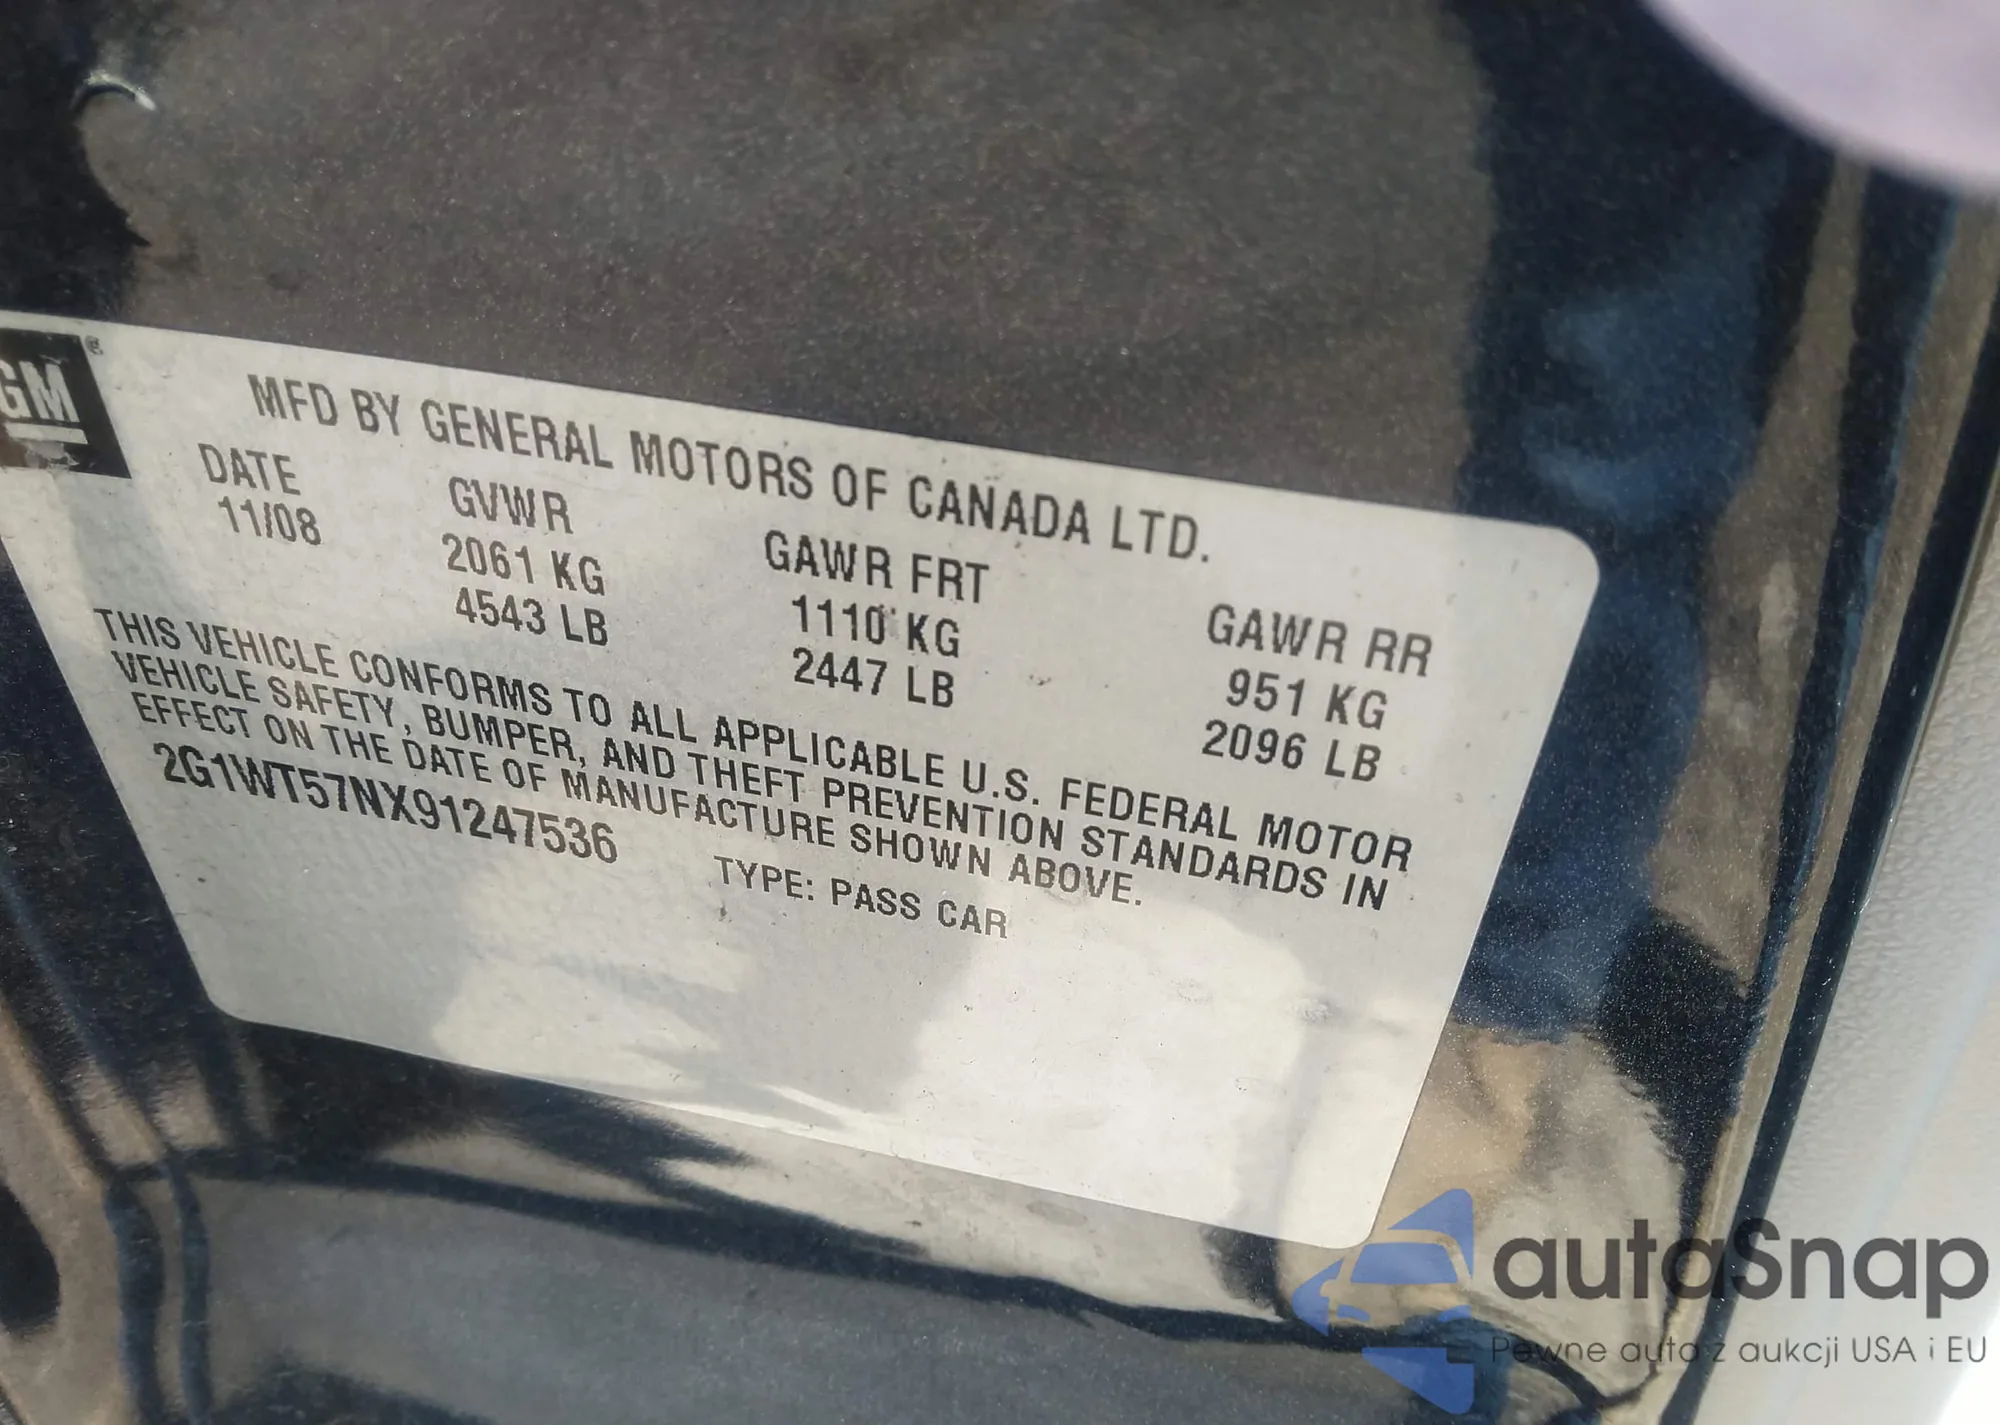 GM
MFD BY GENERAL MOTORS OF CANADA LTD.
DATE GVWR GAWR FRT GAWR RR
11/08 2061 KG 1110 KG 951 KG
4543 LB 2447 LB 2096 LB
THIS VEHICLE CONFORMS TO ALL APPLICABLE U.S. FEDERAL MOTOR
VEHICLE SAFETY, BUMPER, AND THEFT PREVENTION STANDARDS IN
EFFECT ON THE DATE OF MANUFACTURE SHOWN ABOVE.
2G1WT57NX91247536 TYPE: PASS CAR
autaSnap
Pewne auta z aukcji USA i EU